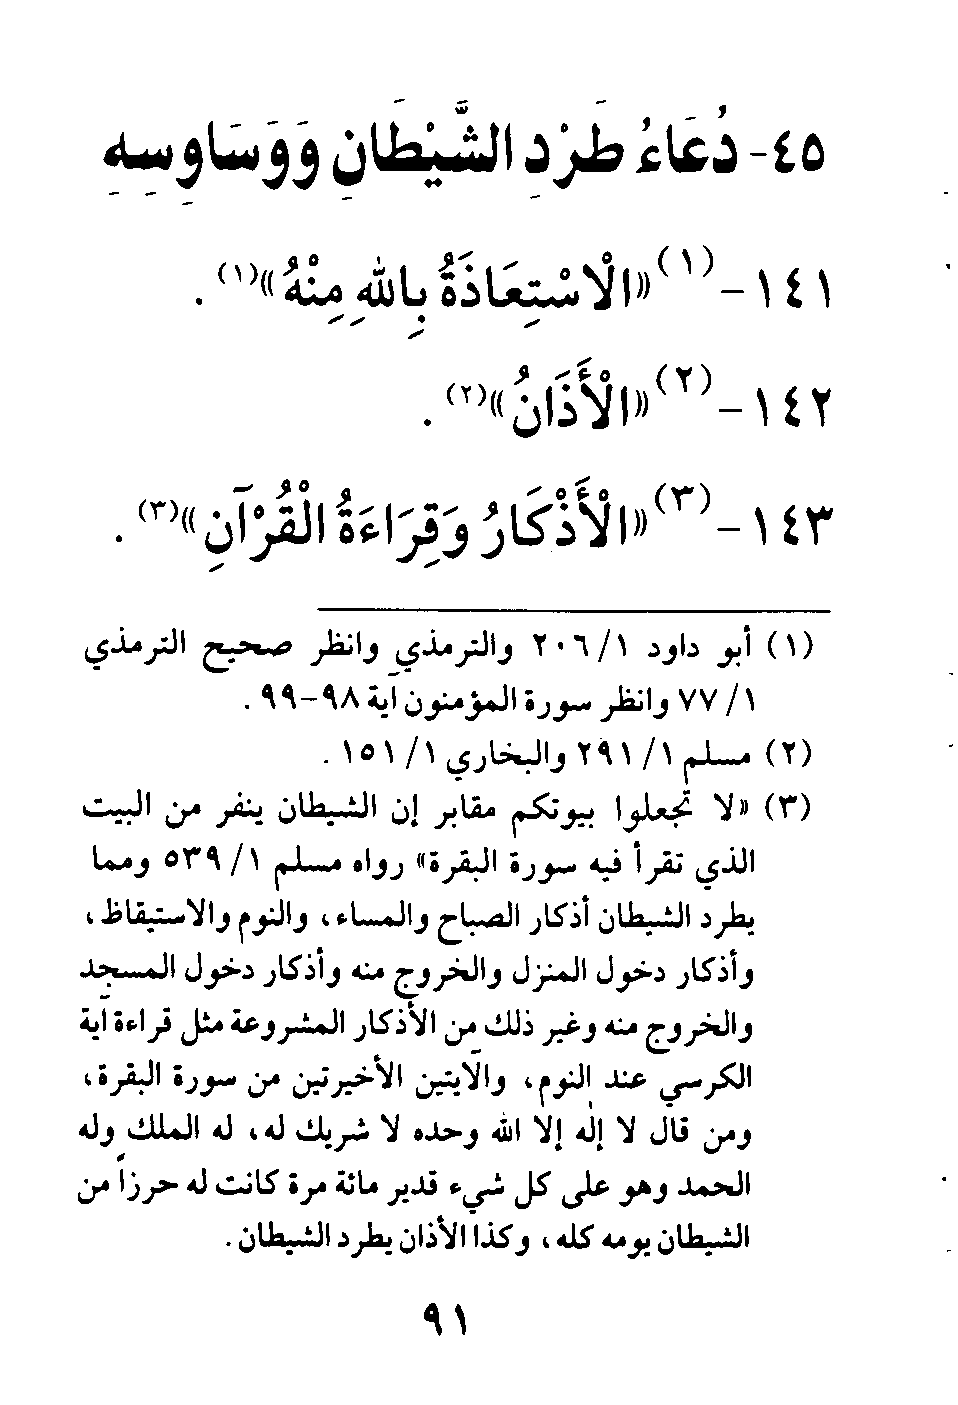 ٤٥- دُعَاءُ طَرْدِ الشَّيْطَانِ وَوَسَاوِسِهِ
١٤١ - (١) «الْاسْتِعَاذَةُ بِاللهِ مِنْهُ»(١) .
١٤٢ - (٢) «الْأَذَانُ»(٢) .
١٤٣ - (٣) «الْأَذْكَارُ وَقِرَاءَةُ الْقُرْآنِ»(٣) .
(١) أبو داود ١/ ٢٠٦ والترمذي وانظر صحيح الترمذي
١/ ٧٧ وانظر سورة المؤمنون آية ٩٨-٩٩ .
(٢) مسلم ١/ ٢٩١ والبخاري ١/ ١٥١ .
(٣) «لا تجعلوا بيوتكم مقابر إن الشيطان ينفر من البيت
الذي تقرأ فيه سورة البقرة» رواه مسلم ١/ ٥٣٩ ومما
يطرد الشيطان أذكار الصباح والمساء، والنوم والاستيقاظ،
وأذكار دخول المنزل والخروج منه وأذكار دخول المسجد
والخروج منه وغير ذلك من الأذكار المشروعة مثل قراءة آية
الكرسي عند النوم، والآيتين الأخيرتين من سورة البقرة،
ومن قال لا إله إلا الله وحده لا شريك له، له الملك وله
الحمد وهو على كل شيء قدير مائة مرة كانت له حرزاً من
الشيطان يومه كله، وكذا الأذان يطرد الشيطان.
٩١